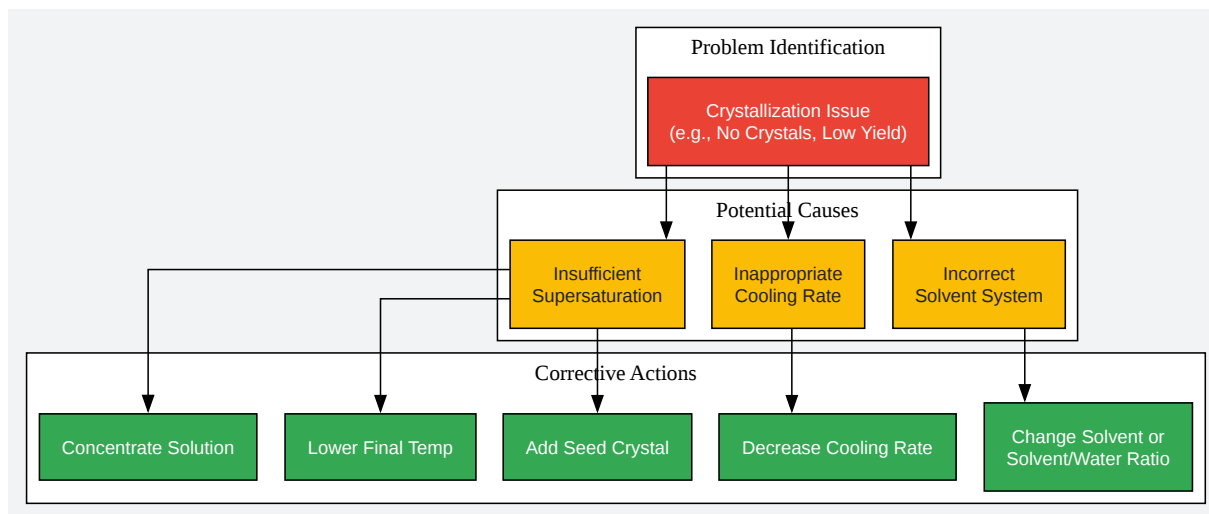 Problem Identification
Crystallization Issue
(e.g., No Crystals, Low Yield)
Potential Causes
Insufficient
Supersaturation
Inappropriate
Cooling Rate
Incorrect
Solvent System
Corrective Actions
Concentrate Solution
Lower Final Temp
Add Seed Crystal
Decrease Cooling Rate
Change Solvent or
Solvent/Water Ratio